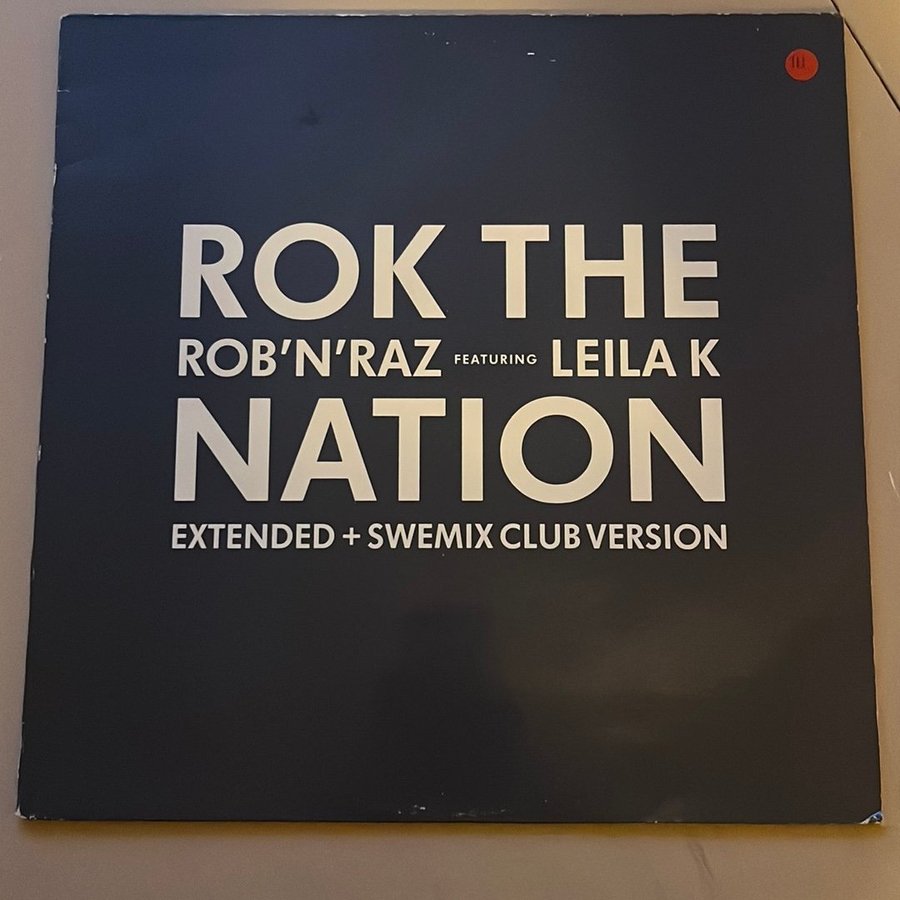 ROK THE
ROB'N'RAZ FEATURING LEILA K
NATION
EXTENDED + SWEMIX CLUB VERSION